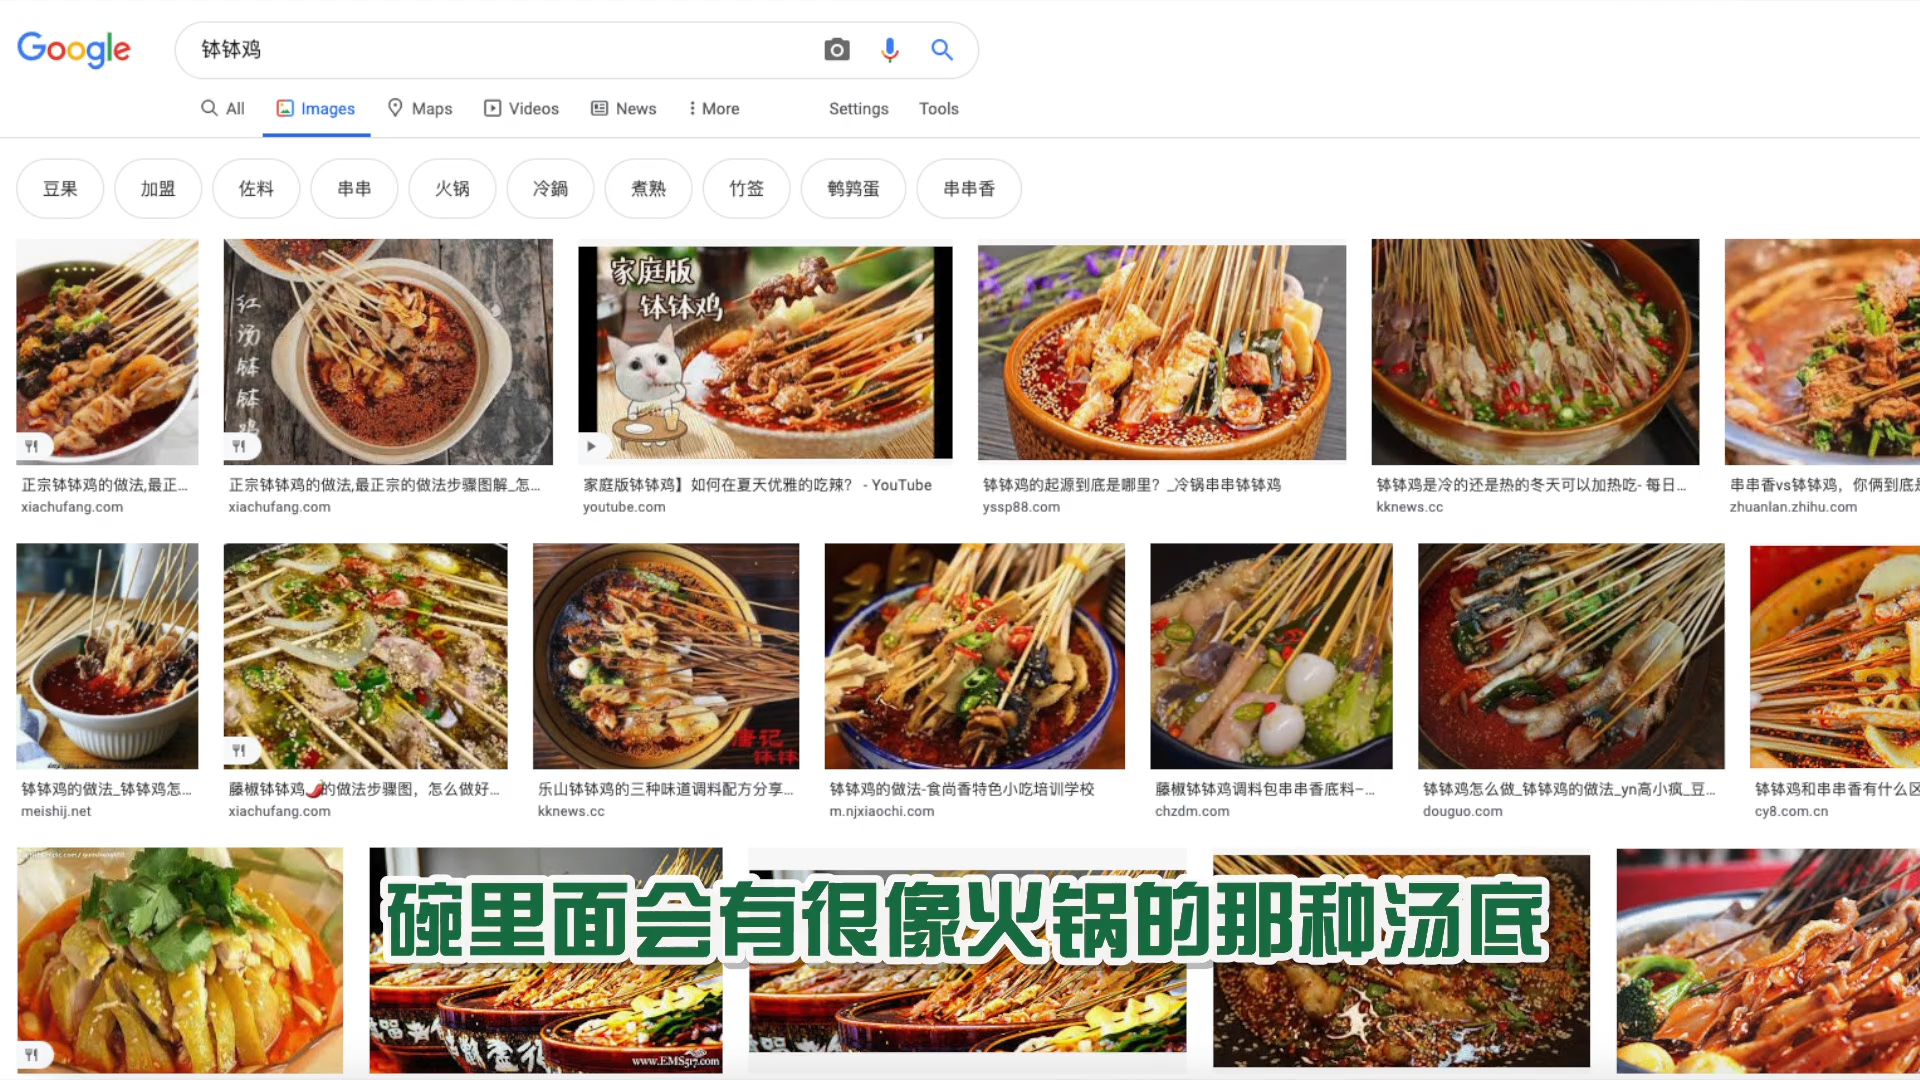 Google
钵钵鸡
All
Images
Maps
Videos
News
More
Settings
Tools
豆果
加盟
佐料
串串
火锅
冷鍋
煮熟
竹签
鹌鹑蛋
串串香
红汤钵钵鸡
家庭版
钵钵鸡
正宗钵钵鸡的做法,最正...
xiachufang.com
正宗钵钵鸡的做法,最正宗的做法步骤图解_怎...
xiachufang.com
家庭版钵钵鸡】如何在夏天优雅的吃辣？ - YouTube
youtube.com
钵钵鸡的起源到底是哪里？_冷锅串串钵钵鸡
yssp88.com
钵钵鸡是冷的还是热的冬天可以加热吃- 每日...
kknews.cc
串串香vs钵钵鸡，你俩到底是
zhuanlan.zhihu.com
唐记
钵钵
钵钵鸡的做法_钵钵鸡怎...
meishij.net
藤椒钵钵鸡🌶️的做法步骤图，怎么做好...
xiachufang.com
乐山钵钵鸡的三种味道调料配方分享...
kknews.cc
钵钵鸡的做法-食尚香特色小吃培训学校
m.njxiaochi.com
藤椒钵钵鸡调料包串串香底料–...
chzdm.com
钵钵鸡怎么做_钵钵鸡的做法_yn高小疯_豆...
douguo.com
钵钵鸡和串串香有什么区
cy8.com.cn
碗里面会有很像火锅的那种汤底
www.EMS517.com